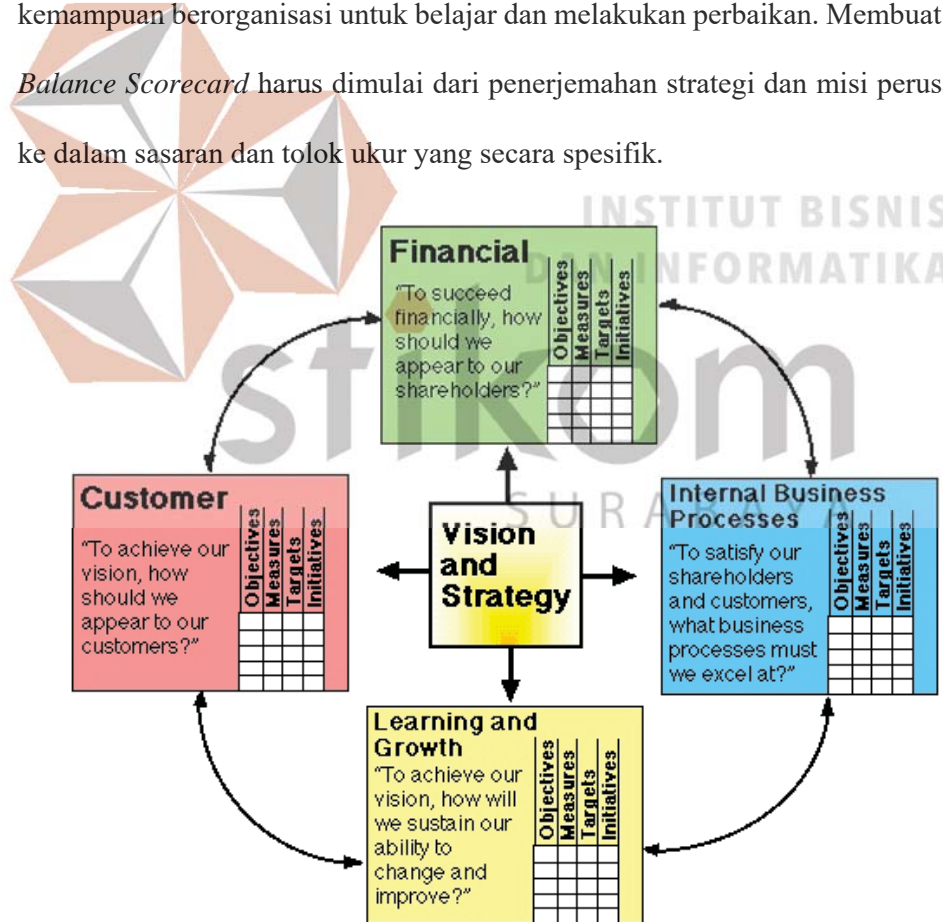 kemampuan berorganisasi untuk belajar dan melakukan perbaikan. Membuat
Balance Scorecard harus dimulai dari penerjemahan strategi dan misi perus
ke dalam sasaran dan tolok ukur yang secara spesifik.
INSTITUT BISNIS
DAN INFORMATIKA
stikom
SURABAYA
Financial
"To succeed
financially, how
should we
appear to our
shareholders?"
Objectives
Measures
Targets
Initiatives
Customer
"To achieve our
vision, how
should we
appear to our
customers?"
Objectives
Measures
Targets
Initiatives
Vision
and
Strategy
Internal Business
Processes
"To satisfy our
shareholders
and customers,
what business
processes must
we excel at?"
Objectives
Measures
Targets
Initiatives
Learning and
Growth
"To achieve our
vision, how will
we sustain our
ability to
change and
improve?"
Objectives
Measures
Targets
Initiatives